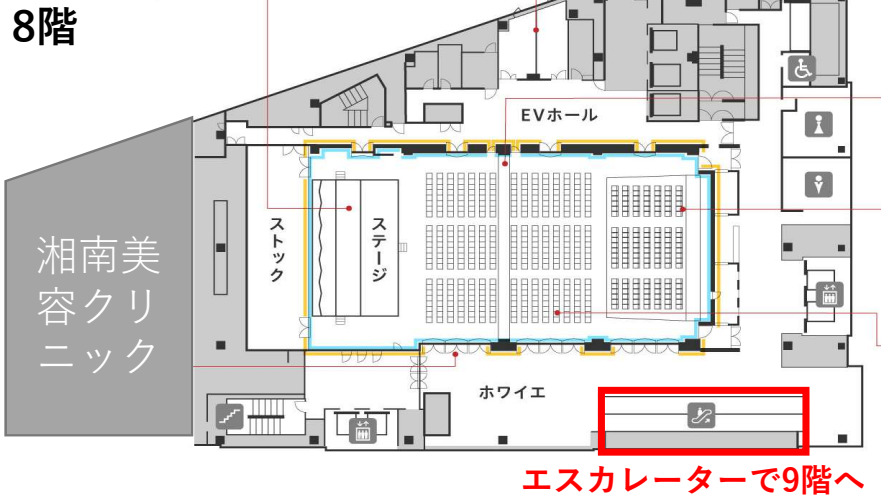 8階
EVホール
ストック
ステージ
湘南美
容クリ
ニック
ホワイエ
エスカレーターで9階へ